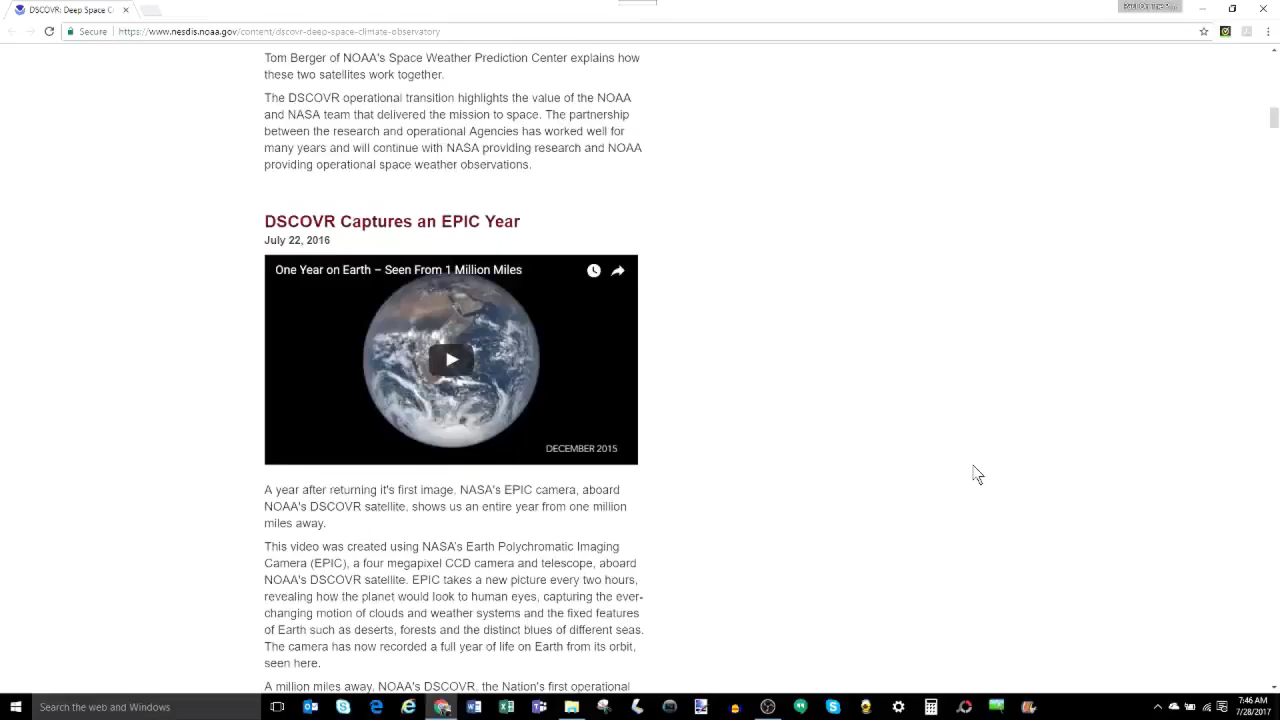 DSCOVR: Deep Space C
Secure
https://www.nesdis.noaa.gov/content/dscovr-deep-space-climate-observatory
Tom Berger of NOAA's Space Weather Prediction Center explains how
these two satellites work together.
The DSCOVR operational transition highlights the value of the NOAA
and NASA team that delivered the mission to space. The partnership
between the research and operational Agencies has worked well for
many years and will continue with NASA providing research and NOAA
providing operational space weather observations.
DSCOVR Captures an EPIC Year
July 22, 2016
One Year on Earth – Seen From 1 Million Miles
DECEMBER 2015
A year after returning it's first image, NASA's EPIC camera, aboard
NOAA's DSCOVR satellite, shows us an entire year from one million
miles away.
This video was created using NASA's Earth Polychromatic Imaging
Camera (EPIC), a four megapixel CCD camera and telescope, aboard
NOAA's DSCOVR satellite. EPIC takes a new picture every two hours,
revealing how the planet would look to human eyes, capturing the ever-
changing motion of clouds and weather systems and the fixed features
of Earth such as deserts, forests and the distinct blues of different seas.
The camera has now recorded a full year of life on Earth from its orbit,
seen here.
A million miles away, NOAA's DSCOVR, the Nation's first operational
Search the web and Windows
7:46 AM
7/28/2017